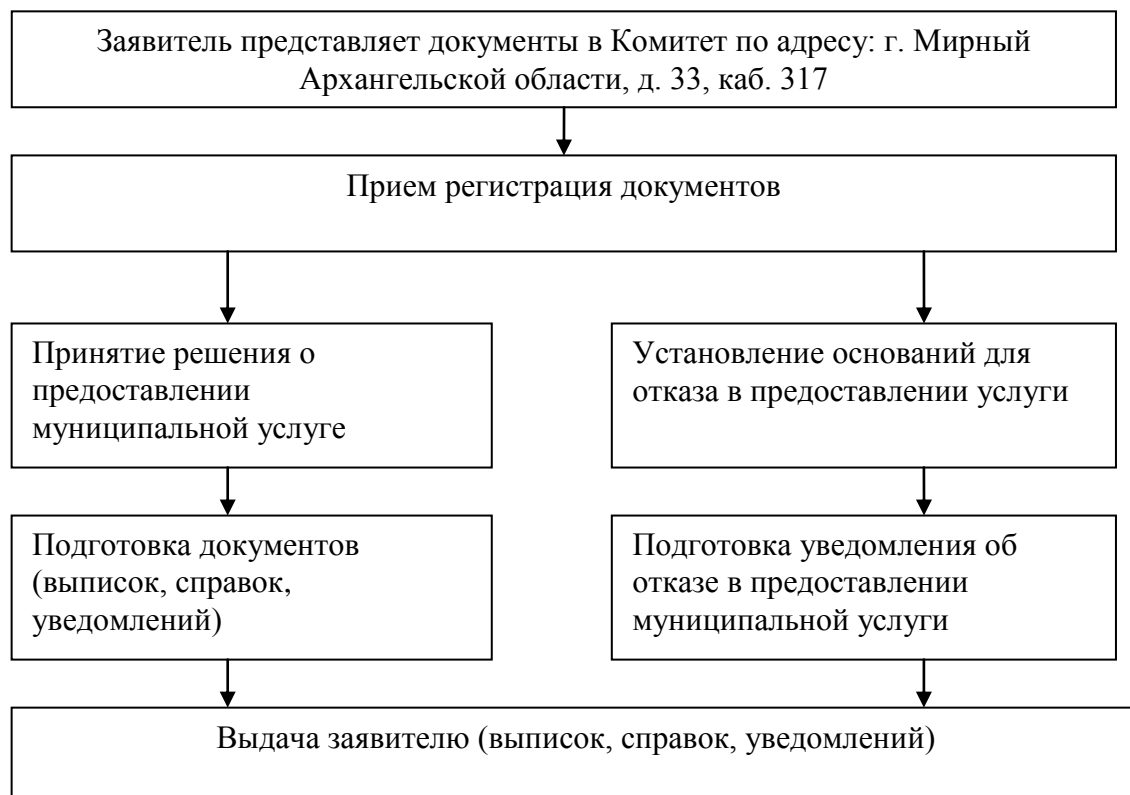 Заявитель представляет документы в Комитет по адресу: г. Мирный
Архангельской области, д. 33, каб. 317
Прием регистрация документов
Принятие решения о
предоставлении
муниципальной услуге
Установление оснований для
отказа в предоставлении услуги
Подготовка документов
(выписок, справок,
уведомлений)
Подготовка уведомления об
отказе в предоставлении
муниципальной услуги
Выдача заявителю (выписок, справок, уведомлений)